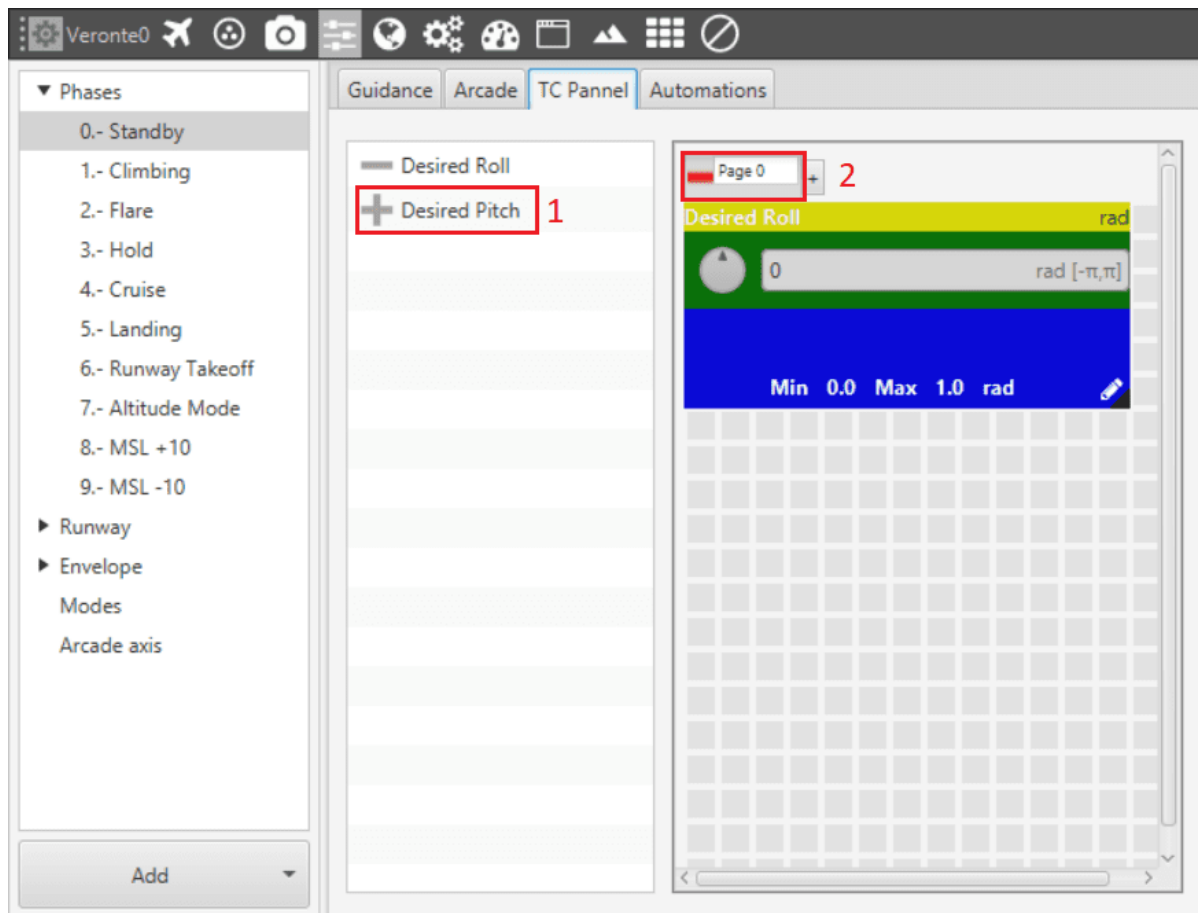 Veronte0
Phases
0.- Standby
1.- Climbing
2.- Flare
3.- Hold
4.- Cruise
5.- Landing
6.- Runway Takeoff
7.- Altitude Mode
8.- MSL +10
9.- MSL -10
Runway
Envelope
Modes
Arcade axis
Add
Guidance Arcade TC Pannel Automations
Desired Roll
Desired Pitch 1
Page 0 + 2
Desired Roll rad
0 rad [-π,π]
Min 0.0 Max 1.0 rad